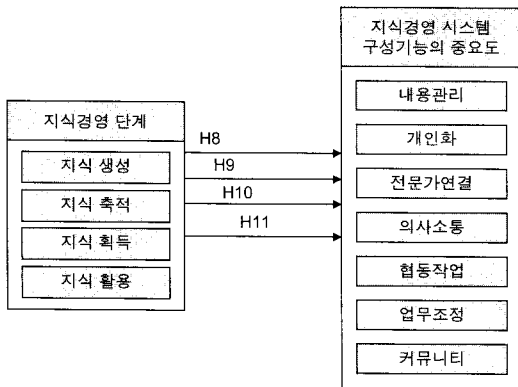 지식경영 시스템
구성기능의 중요도
내용관리
개인화
전문가연결
의사소통
협동작업
업무조정
커뮤니티
지식경영 단계
지식 생성
지식 축적
지식 획득
지식 활용
H8
H9
H10
H11